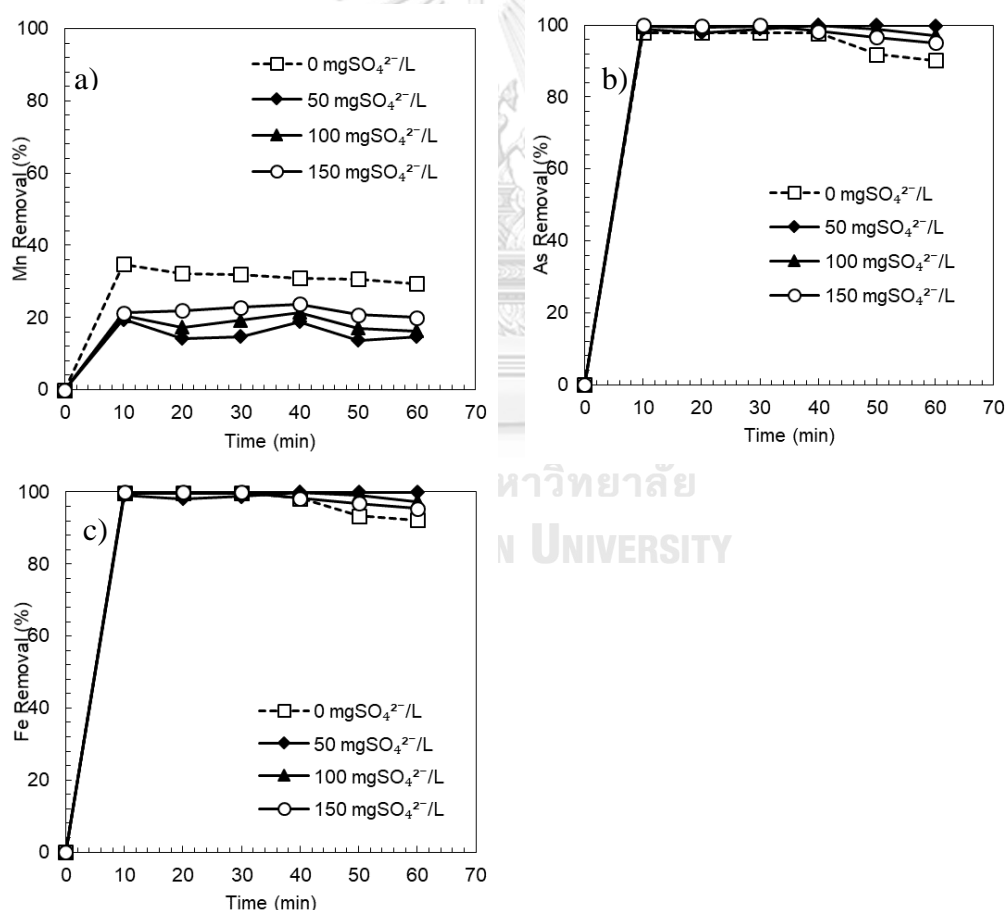 a)
Mn Removal (%)
100
80
60
40
20
0
0 10 20 30 40 50 60 70
Time (min)
0 mgSO₄²⁻/L
50 mgSO₄²⁻/L
100 mgSO₄²⁻/L
150 mgSO₄²⁻/L
b)
As Removal (%)
100
80
60
40
20
0
0 10 20 30 40 50 60 70
Time (min)
0 mgSO₄²⁻/L
50 mgSO₄²⁻/L
100 mgSO₄²⁻/L
150 mgSO₄²⁻/L
c)
Fe Removal (%)
100
80
60
40
20
0
0 10 20 30 40 50 60 70
Time (min)
0 mgSO₄²⁻/L
50 mgSO₄²⁻/L
100 mgSO₄²⁻/L
150 mgSO₄²⁻/L
หาวิทยาลัย
N UNIVERSITY